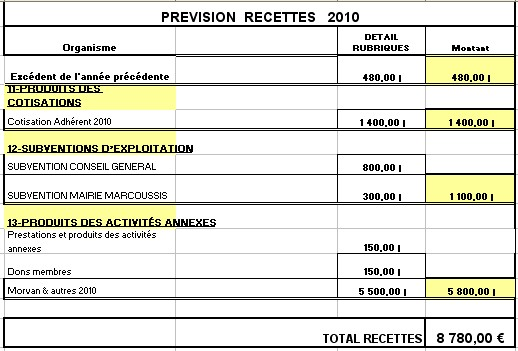 PREVISION RECETTES 2010
Organisme DETAIL RUBRIQUES Montant
Excédent de l'année précédente 480,00 ļ 480,00 ļ
11-PRODUITS DES
COTISATIONS
Cotisation Adhérent 2010 1 400,00 ļ 1 400,00 ļ
12-SUBVENTIONS D'EXPLOITATION
SUBVENTION CONSEIL GENERAL 800,00 ļ
SUBVENTION MAIRIE MARCOUSSIS 300,00 ļ 1 100,00 ļ
13-PRODUITS DES ACTIVITÉS ANNEXES
Prestations et produits des activités
annexes 150,00 ļ
Dons membres 150,00 ļ
Morvan & autres 2010 5 500,00 ļ 5 800,00 ļ
TOTAL RECETTES 8 780,00 €